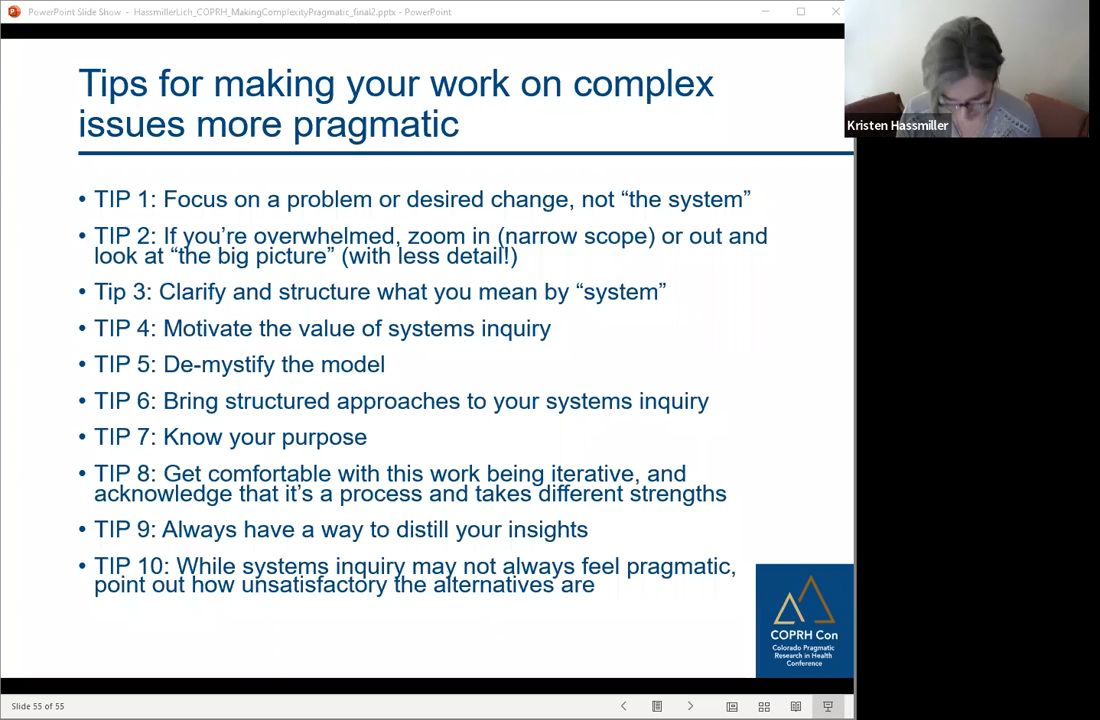 PowerPoint Slide Show - HassmillerLich_COPRH_MakingComplexityPragmatic_final2.pptx - PowerPoint
Kristen Hassmiller
Tips for making your work on complex
issues more pragmatic
• TIP 1: Focus on a problem or desired change, not “the system”
• TIP 2: If you’re overwhelmed, zoom in (narrow scope) or out and
look at “the big picture” (with less detail!)
• Tip 3: Clarify and structure what you mean by “system”
• TIP 4: Motivate the value of systems inquiry
• TIP 5: De-mystify the model
• TIP 6: Bring structured approaches to your systems inquiry
• TIP 7: Know your purpose
• TIP 8: Get comfortable with this work being iterative, and
acknowledge that it’s a process and takes different strengths
• TIP 9: Always have a way to distill your insights
• TIP 10: While systems inquiry may not always feel pragmatic,
point out how unsatisfactory the alternatives are
COPRH Con
Colorado Pragmatic
Research in Health
Conference
Slide 55 of 55